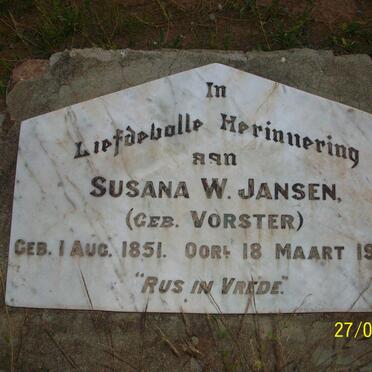 In
Liefdevolle Herinnering
aan
SUSANA W. JANSEN,
(GEB. VORSTER)
GEB. 1 AUG. 1851. OORL 18 MAART 19
"RUS IN VREDE."
27/0